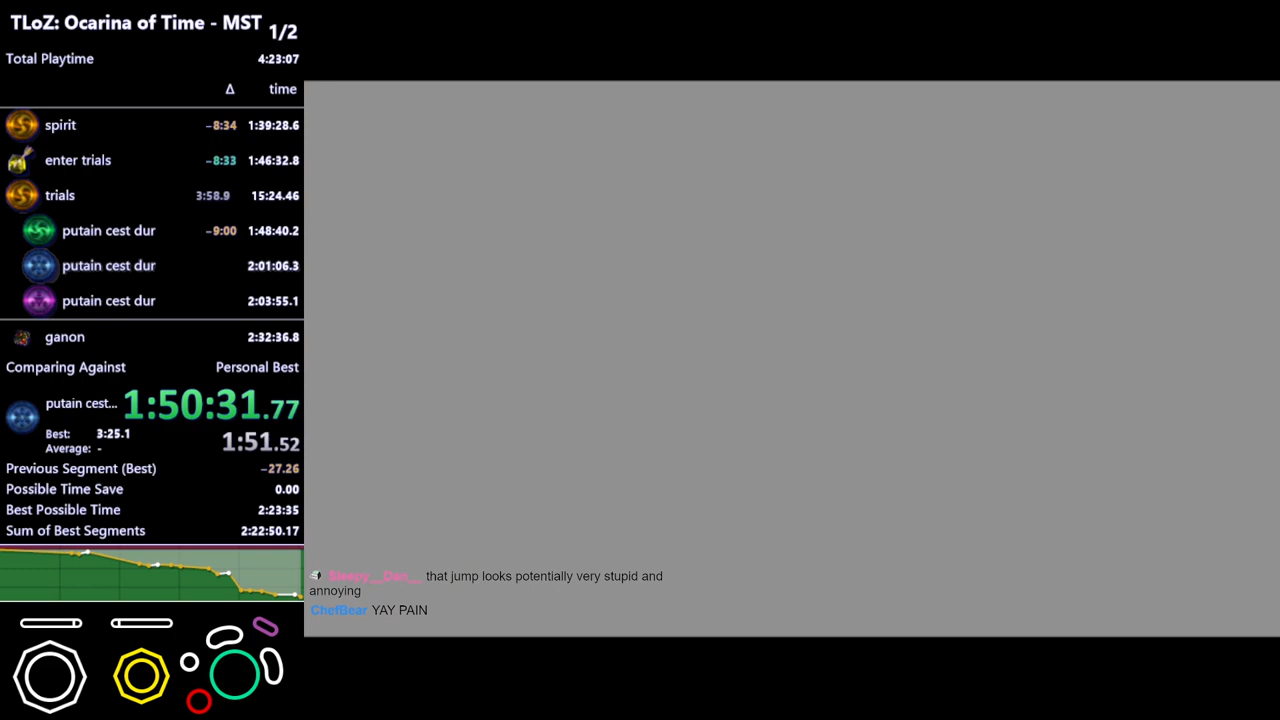 TLoZ: Ocarina of Time - MST 1/2
Total Playtime 4:23:07
Δ time
spirit −8:34 1:39:28.6
enter trials −8:33 1:46:32.8
trials 3:58.9 15:24.46
putain cest dur −9:00 1:48:40.2
putain cest dur 2:01:06.3
putain cest dur 2:03:55.1
ganon 2:32:36.8
Comparing Against Personal Best
putain cest... 1:50:31.77
Best: 3:25.1 1:51.52
Average: -
Previous Segment (Best) −27.26
Possible Time Save 0.00
Best Possible Time 2:23:35
Sum of Best Segments 2:22:50.17
Sleepy__Dan__ that jump looks potentially very stupid and
annoying
ChefBear YAY PAIN